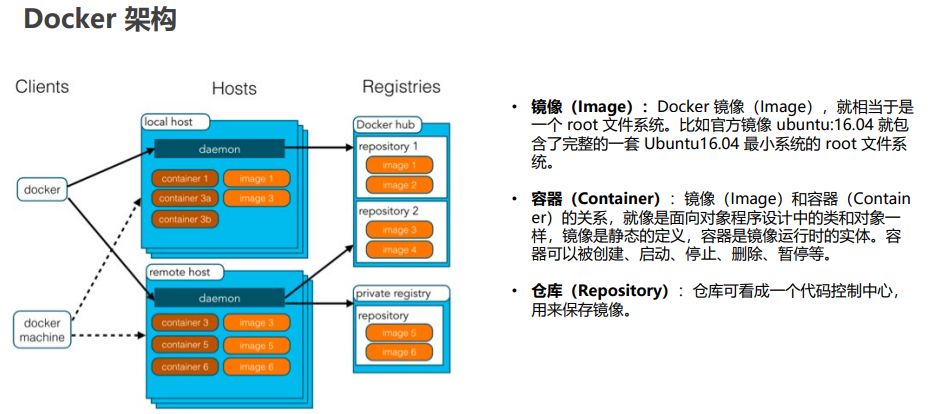 Docker 架构
Clients
Hosts
Registries
docker
docker
machine
local host
daemon
container 1
image 1
container 3a
image 3
container 3b
remote host
daemon
container 3
image 3
container 5
image 5
container 6
image 6
Docker hub
repository 1
image 1
image 2
repository 2
image 3
image 4
private registry
repository
image 5
image 6
• 镜像（Image）：Docker 镜像（Image），就相当于是
一个 root 文件系统。比如官方镜像 ubuntu:16.04 就包
含了完整的一套 Ubuntu16.04 最小系统的 root 文件系
统。
• 容器（Container）：镜像（Image）和容器（Contain
er）的关系，就像是面向对象程序设计中的类和对象一
样，镜像是静态的定义，容器是镜像运行时的实体。容
器可以被创建、启动、停止、删除、暂停等。
• 仓库（Repository）：仓库可看成一个代码控制中心，
用来保存镜像。